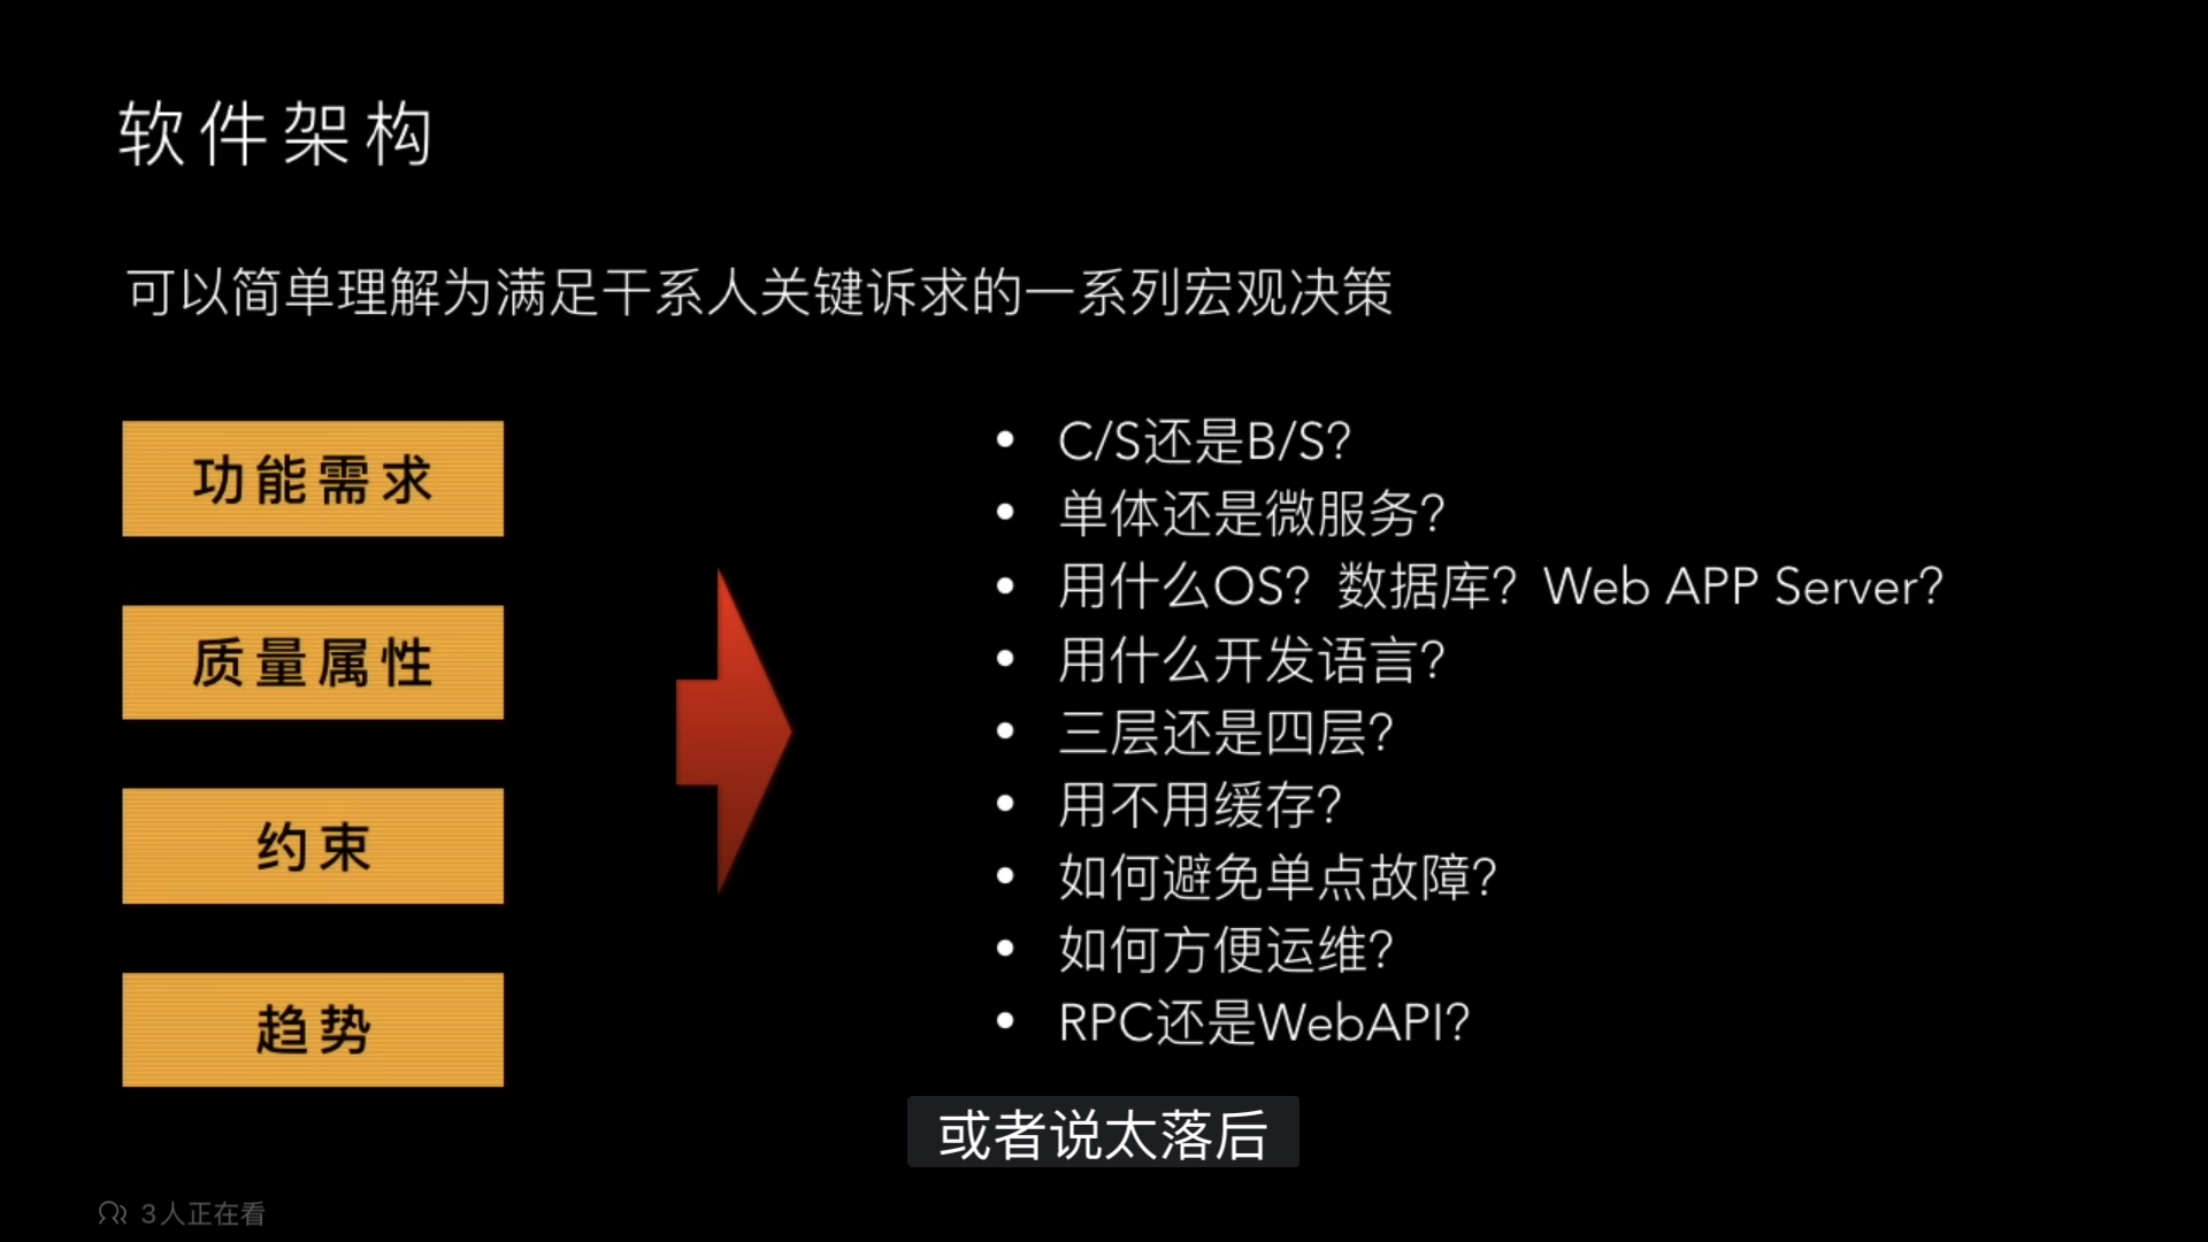 软件架构
可以简单理解为满足干系人关键诉求的一系列宏观决策
功能需求
质量属性
约束
趋势
• C/S还是B/S?
• 单体还是微服务?
• 用什么OS? 数据库? Web APP Server?
• 用什么开发语言?
• 三层还是四层?
• 用不用缓存?
• 如何避免单点故障?
• 如何方便运维?
• RPC还是WebAPI?
或者说太落后
3人正在看